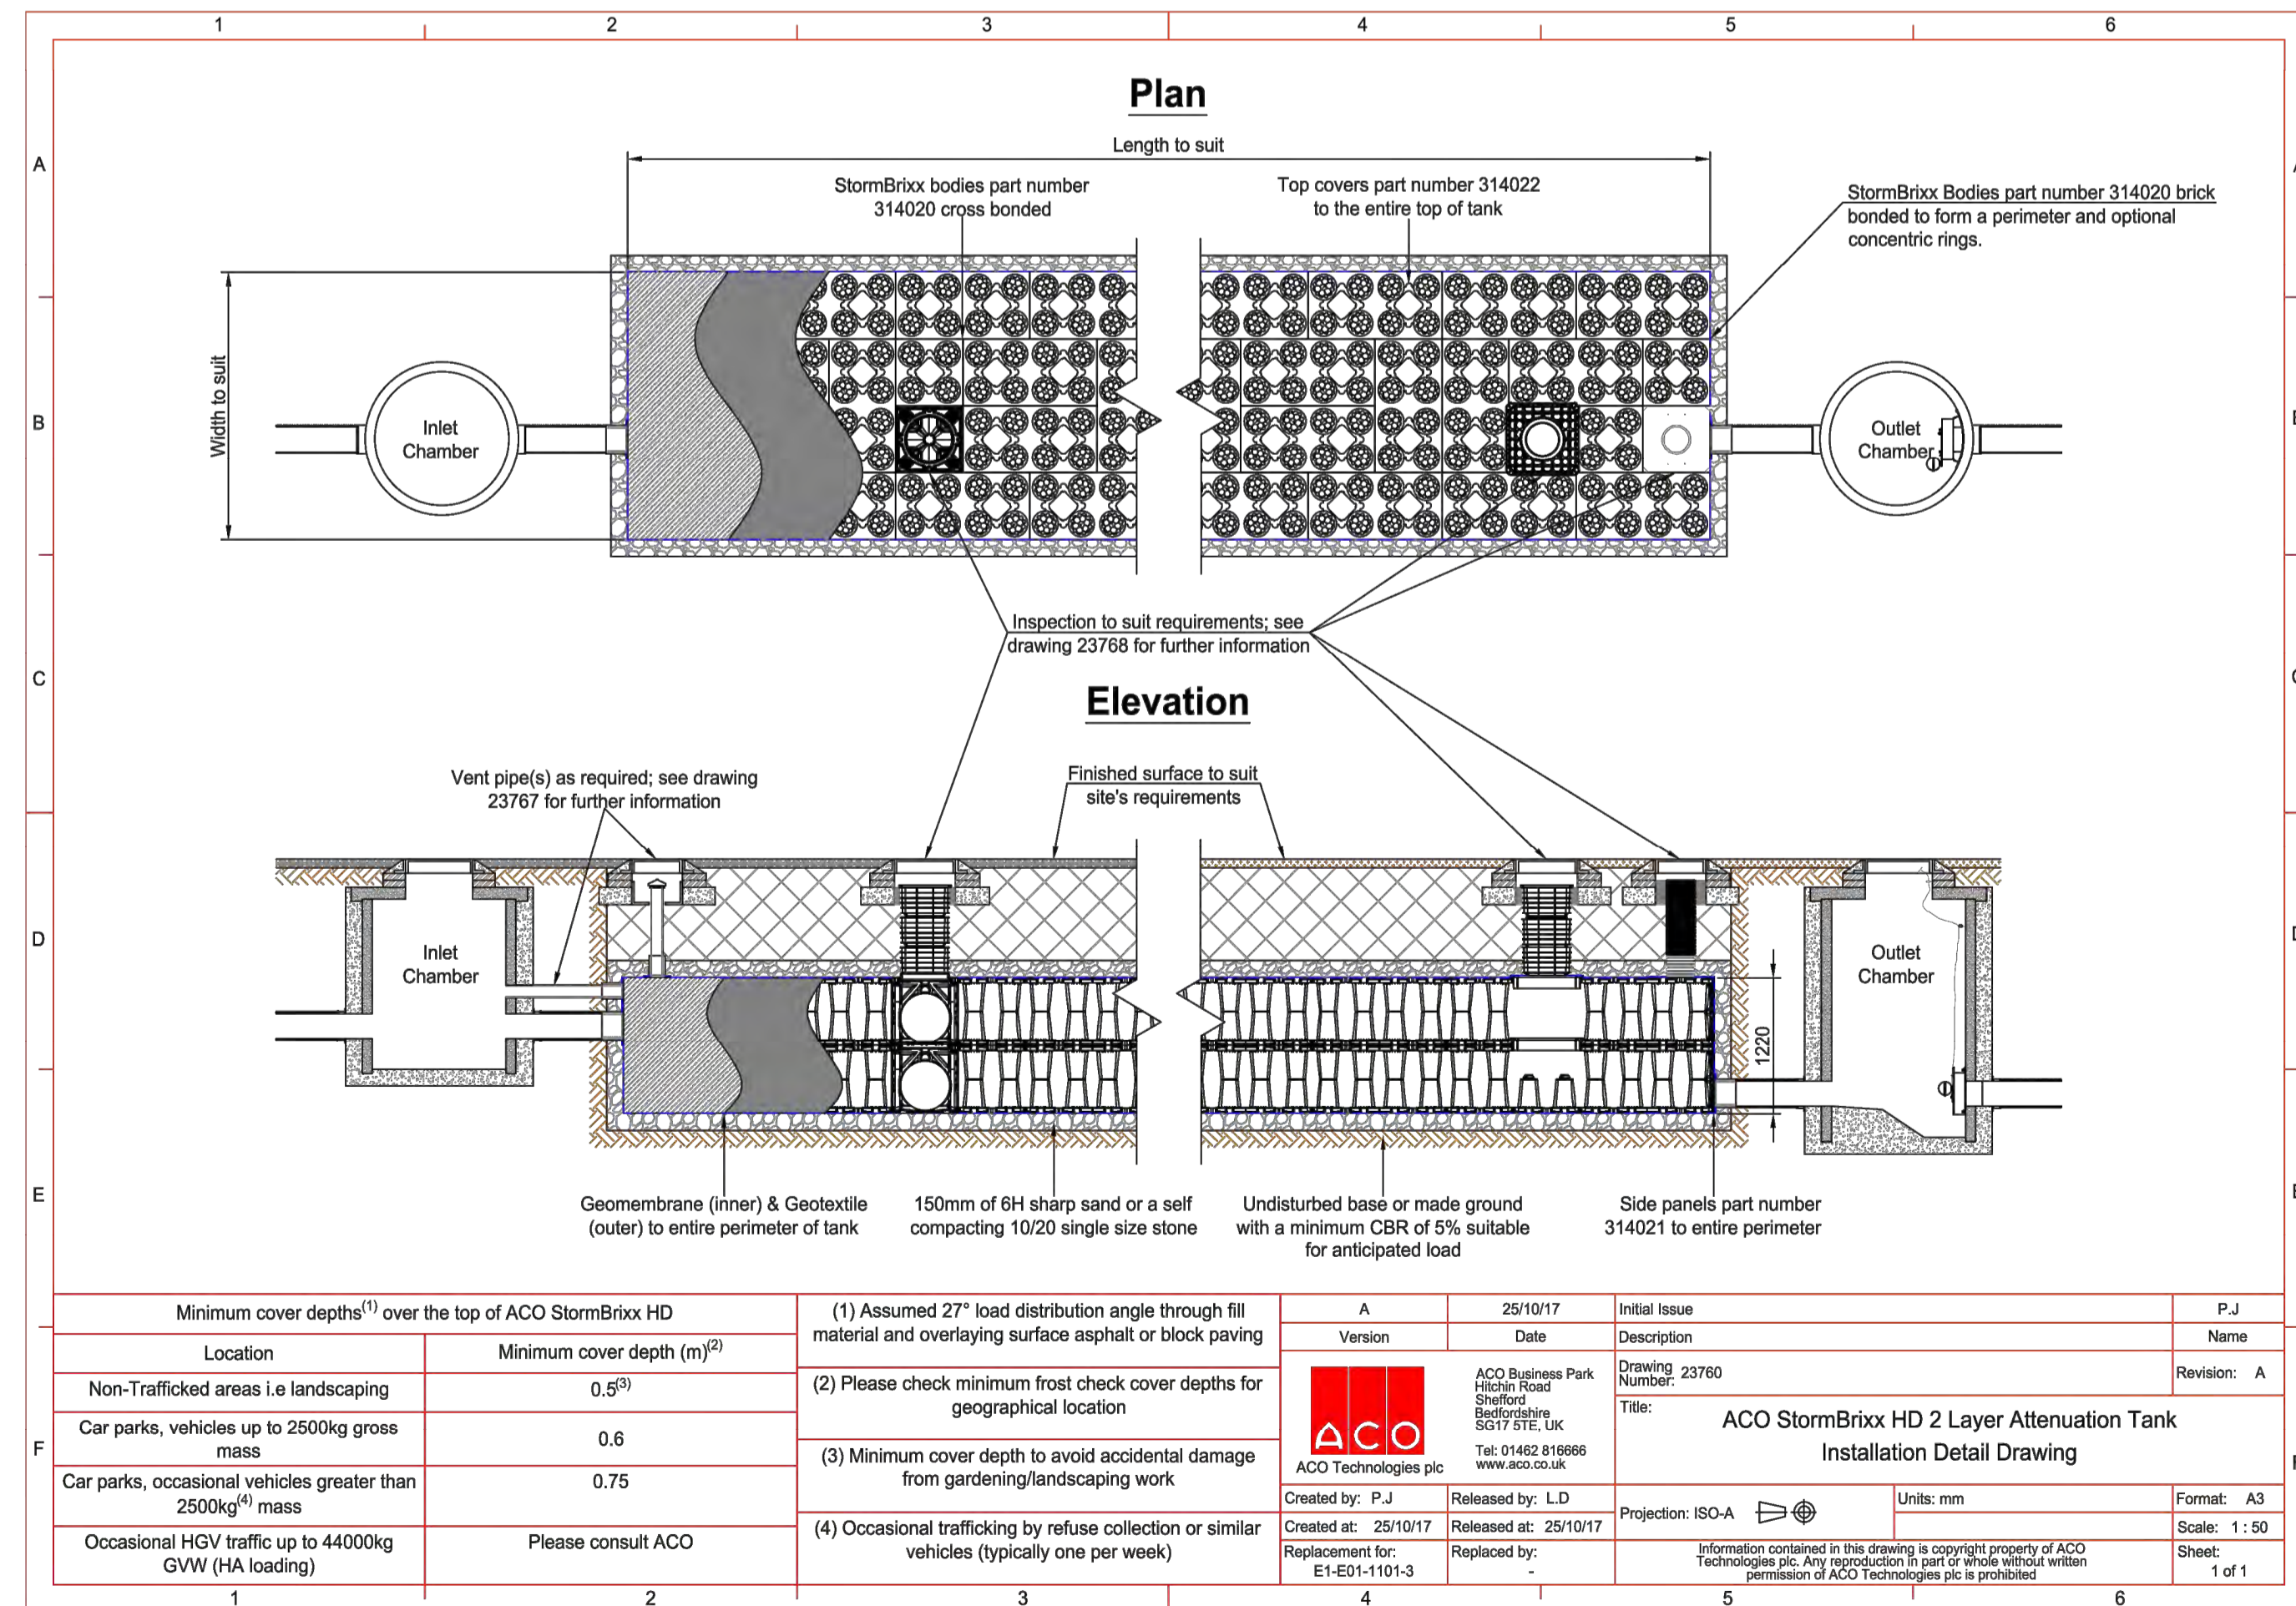 1 2 3 4 5 6
A
B
C
D
E
F
Plan
Length to suit
StormBrixx bodies part number
314020 cross bonded
Top covers part number 314022
to the entire top of tank
StormBrixx Bodies part number 314020 brick
bonded to form a perimeter and optional
concentric rings.
Width to suit
Inlet
Chamber
Outlet
Chamber
Inspection to suit requirements; see
drawing 23768 for further information
Elevation
Vent pipe(s) as required; see drawing
23767 for further information
Finished surface to suit
site's requirements
Inlet
Chamber
Outlet
Chamber
1220
Geomembrane (inner) & Geotextile
(outer) to entire perimeter of tank
150mm of 6H sharp sand or a self
compacting 10/20 single size stone
Undisturbed base or made ground
with a minimum CBR of 5% suitable
for anticipated load
Side panels part number
314021 to entire perimeter
Minimum cover depths(1) over the top of ACO StormBrixx HD
Location
Minimum cover depth (m)(2)
Non-Trafficked areas i.e landscaping
0.5(3)
Car parks, vehicles up to 2500kg gross
mass
0.6
Car parks, occasional vehicles greater than
2500kg(4) mass
0.75
Occasional HGV traffic up to 44000kg
GVW (HA loading)
Please consult ACO
(1) Assumed 27° load distribution angle through fill
material and overlaying surface asphalt or block paving
(2) Please check minimum frost check cover depths for
geographical location
(3) Minimum cover depth to avoid accidental damage
from gardening/landscaping work
(4) Occasional trafficking by refuse collection or similar
vehicles (typically one per week)
A 25/10/17 Initial Issue P.J
Version Date Description Name
ACO
ACO Technologies plc
ACO Business Park
Hitchin Road
Shefford
Bedfordshire
SG17 5TE, UK
Tel: 01462 816666
www.aco.co.uk
Drawing
Number: 23760
Revision: A
Title:
ACO StormBrixx HD 2 Layer Attenuation Tank
Installation Detail Drawing
Created by: P.J
Released by: L.D
Created at: 25/10/17
Released at: 25/10/17
Replacement for:
E1-E01-1101-3
Replaced by:
-
Projection: ISO-A
Units: mm
Format: A3
Scale: 1 : 50
Information contained in this drawing is copyright property of ACO
Technologies plc. Any reproduction in part or whole without written
permission of ACO Technologies plc is prohibited
Sheet:
1 of 1
1 2 3 4 5 6